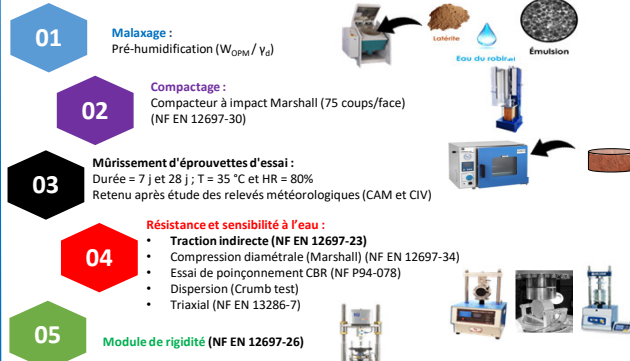 01
Malaxage :
Pré-humidification (WOPM / γd)
Latérite
Eau du robinet
Émulsion
02
Compactage :
Compacteur à impact Marshall (75 coups/face)
(NF EN 12697-30)
03
Mûrissement d'éprouvettes d'essai :
Durée = 7 j et 28 j ; T = 35 °C et HR = 80%
Retenu après étude des relevés météorologiques (CAM et CIV)
04
Résistance et sensibilité à l'eau :
• Traction indirecte (NF EN 12697-23)
• Compression diamétrale (Marshall) (NF EN 12697-34)
• Essai de poinçonnement CBR (NF P94-078)
• Dispersion (Crumb test)
• Triaxial (NF EN 13286-7)
05
Module de rigidité (NF EN 12697-26)